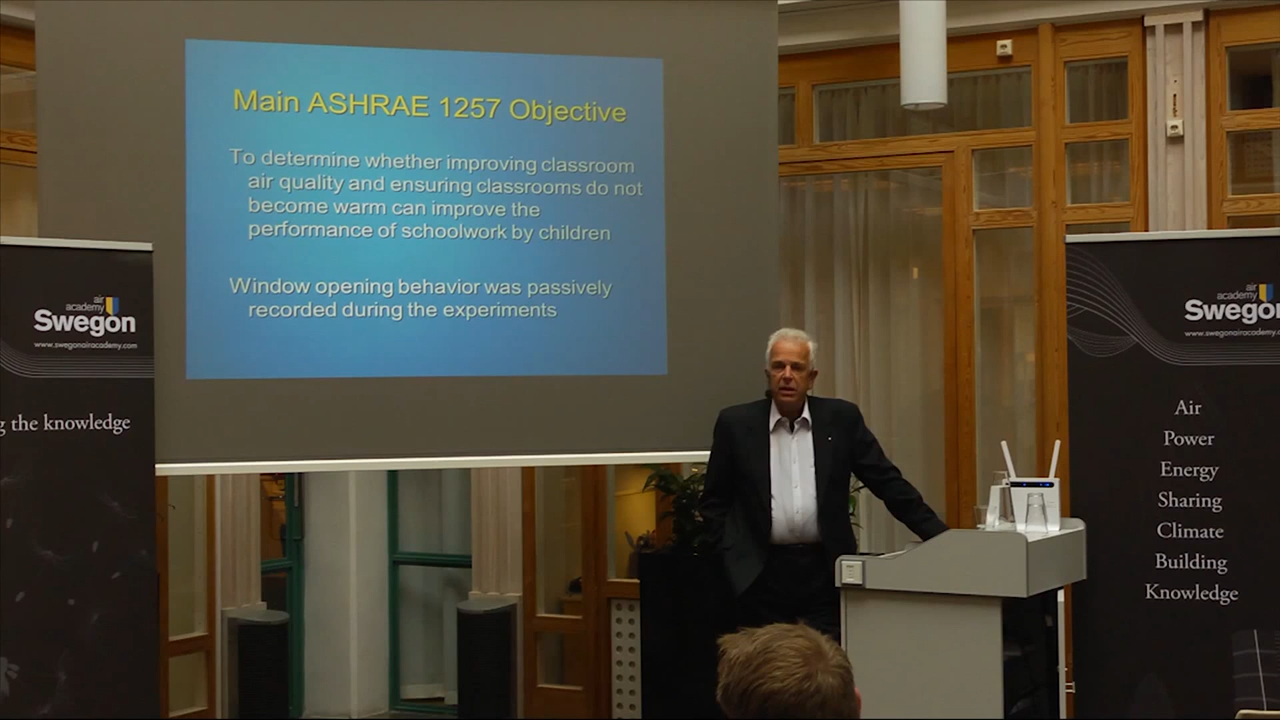 Main ASHRAE 1257 Objective
To determine whether improving classroom
air quality and ensuring classrooms do not
become warm can improve the
performance of schoolwork by children
Window opening behavior was passively
recorded during the experiments
air
academy
Swegon
www.swegonairacademy.com
the knowledge
air
academy
Swego
www.swegonairacademy.c
Air
Power
Energy
Sharing
Climate
Building
Knowledge